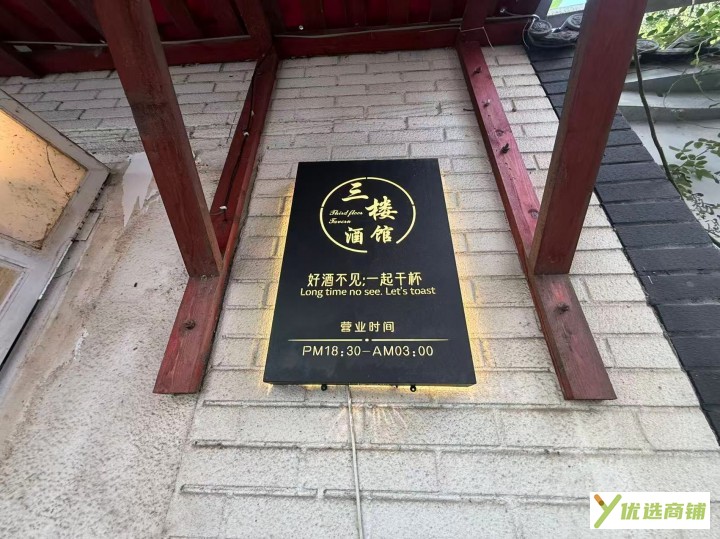 三楼
Third floor
Tavern
酒馆
好酒不见;一起干杯
Long time no see. Let's toast
营业时间
PM18:30-AM03:00
优选商铺